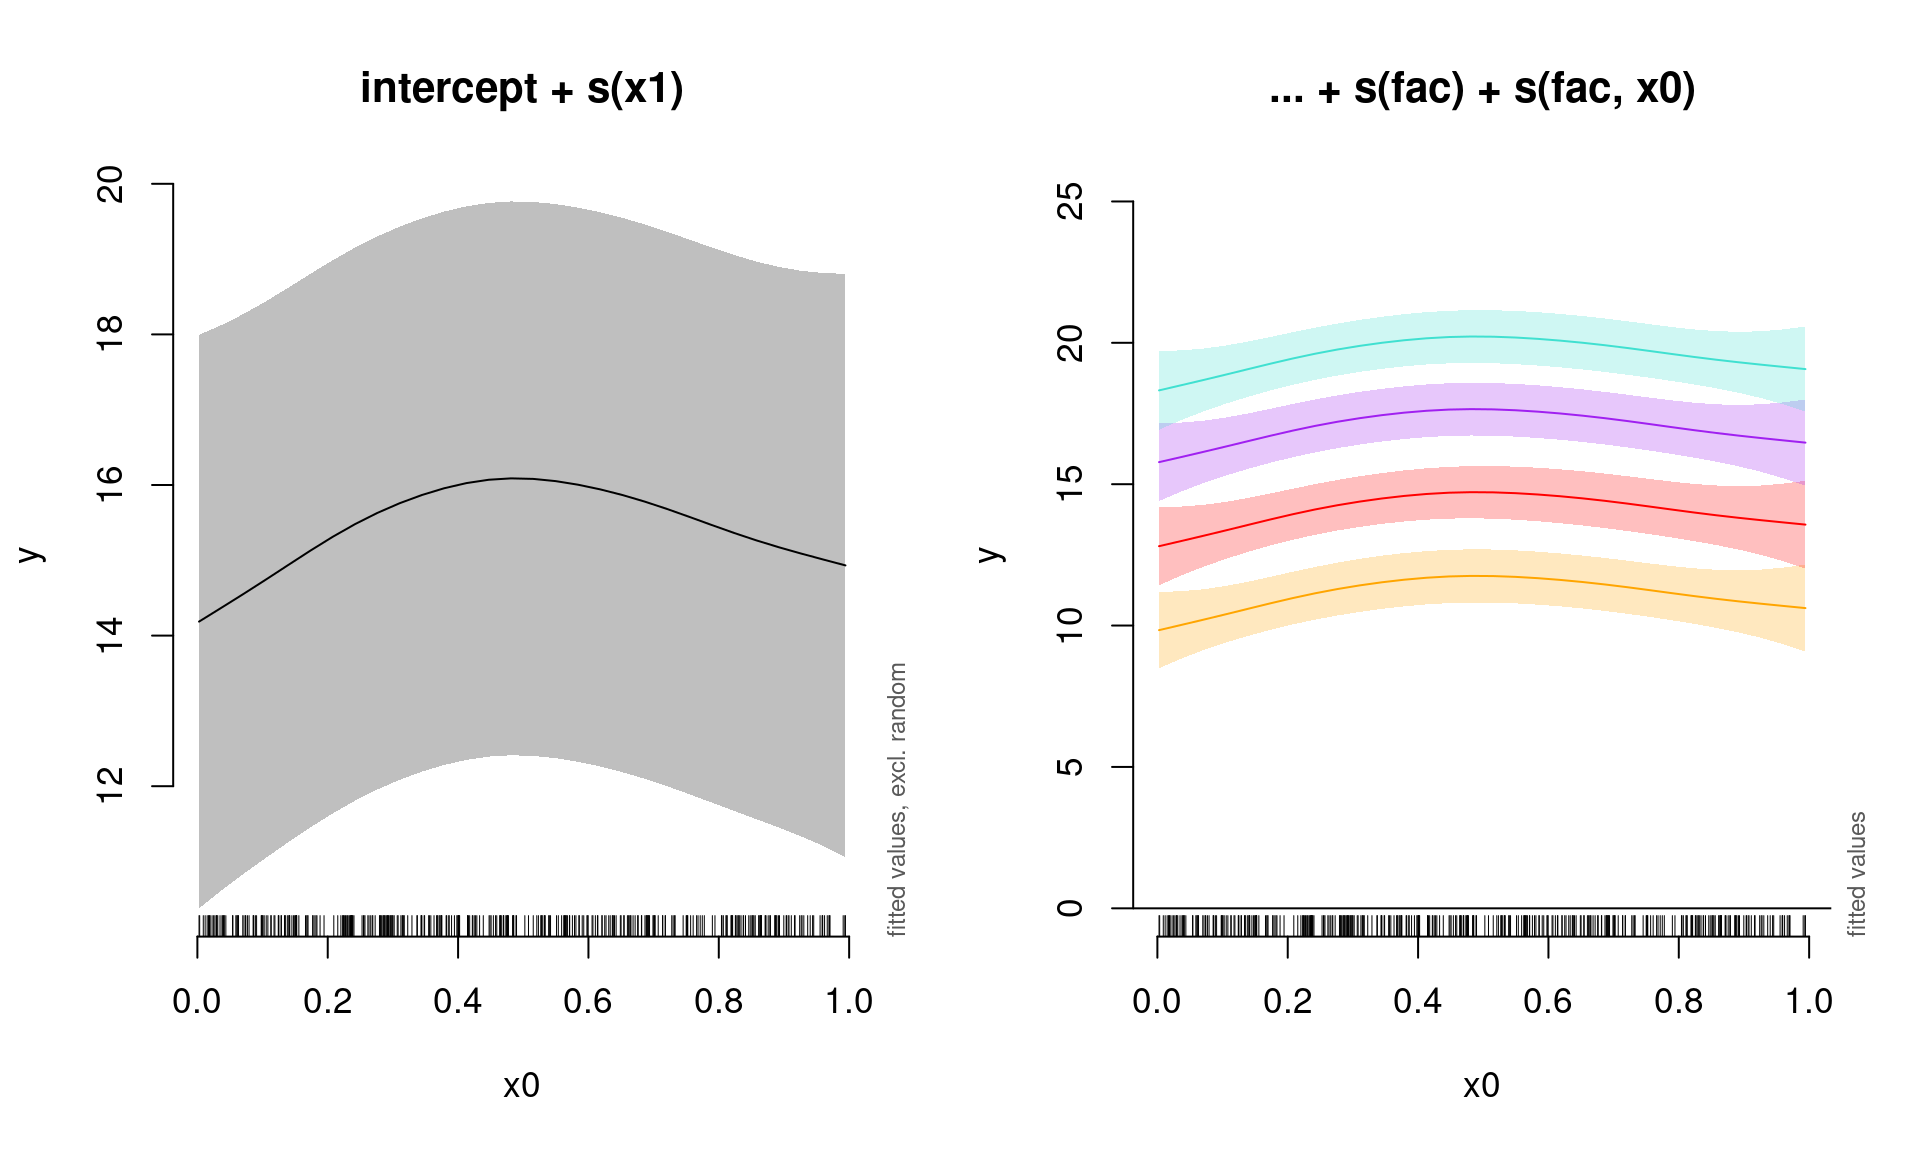 intercept + s(x1)
20
18
16
14
12
y
0.0 0.2 0.4 0.6 0.8 1.0
x0
fitted values, excl. random
... + s(fac) + s(fac, x0)
25
20
15
10
5
0
y
0.0 0.2 0.4 0.6 0.8 1.0
x0
fitted values